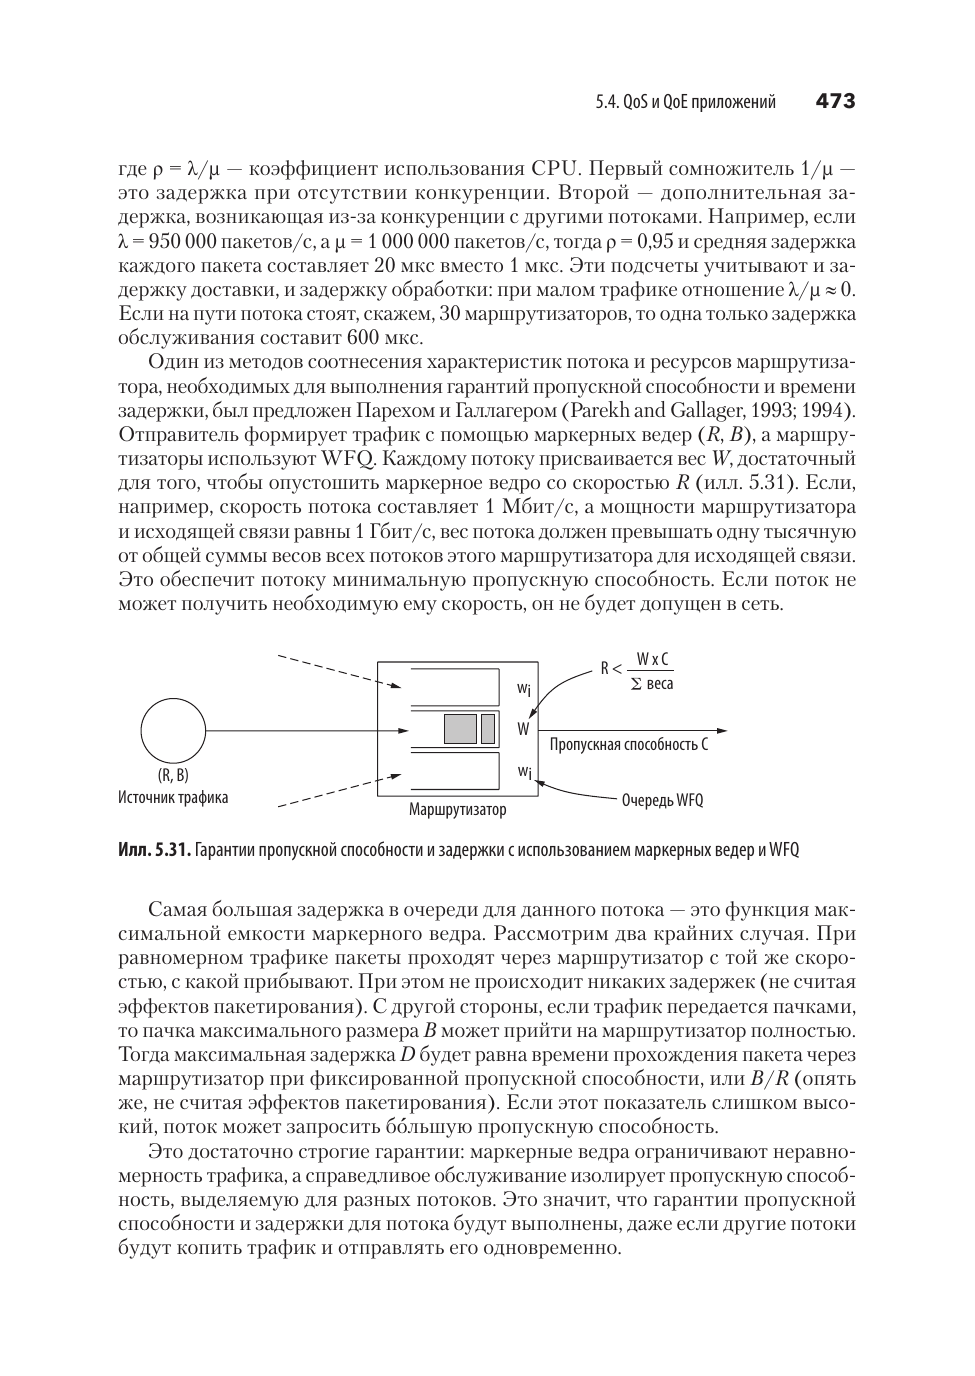 5.4. QoS и QoE приложений 473
где ρ = λ/μ — коэффициент использования CPU. Первый сомножитель 1/μ —
это задержка при отсутствии конкуренции. Второй — дополнительная за-
держка, возникающая из-за конкуренции с другими потоками. Например, если
λ = 950 000 пакетов/с, а μ = 1 000 000 пакетов/с, тогда ρ = 0,95 и средняя задержка
каждого пакета составляет 20 мкс вместо 1 мкс. Эти подсчеты учитывают и за-
держку доставки, и задержку обработки: при малом трафике отношение λ/μ ≈ 0.
Если на пути потока стоят, скажем, 30 маршрутизаторов, то одна только задержка
обслуживания составит 600 мкс.
Один из методов соотнесения характеристик потока и ресурсов маршрутиза-
тора, необходимых для выполнения гарантий пропускной способности и времени
задержки, был предложен Парехом и Галлагером (Parekh and Gallager, 1993; 1994).
Отправитель формирует трафик с помощью маркерных ведер (R, B), а маршру-
тизаторы используют WFQ. Каждому потоку присваивается вес W, достаточный
для того, чтобы опустошить маркерное ведро со скоростью R (илл. 5.31). Если,
например, скорость потока составляет 1 Мбит/с, а мощности маршрутизатора
и исходящей связи равны 1 Гбит/с, вес потока должен превышать одну тысячную
от общей суммы весов всех потоков этого маршрутизатора для исходящей связи.
Это обеспечит потоку минимальную пропускную способность. Если поток не
может получить необходимую ему скорость, он не будет допущен в сеть.
R < W x C
∑ веса
wi
W
Пропускная способность C
wi
(R, B)
Источник трафика
Маршрутизатор
Очередь WFQ
Илл. 5.31. Гарантии пропускной способности и задержки с использованием маркерных ведер и WFQ
Самая большая задержка в очереди для данного потока — это функция мак-
симальной емкости маркерного ведра. Рассмотрим два крайних случая. При
равномерном трафике пакеты проходят через маршрутизатор с той же скоро-
стью, с какой прибывают. При этом не происходит никаких задержек (не считая
эффектов пакетирования). С другой стороны, если трафик передается пачками,
то пачка максимального размера B может прийти на маршрутизатор полностью.
Тогда максимальная задержка D будет равна времени прохождения пакета через
маршрутизатор при фиксированной пропускной способности, или B/R (опять
же, не считая эффектов пакетирования). Если этот показатель слишком высо-
кий, поток может запросить бо́льшую пропускную способность.
Это достаточно строгие гарантии: маркерные ведра ограничивают неравно-
мерность трафика, а справедливое обслуживание изолирует пропускную способ-
ность, выделяемую для разных потоков. Это значит, что гарантии пропускной
способности и задержки для потока будут выполнены, даже если другие потоки
будут копить трафик и отправлять его одновременно.